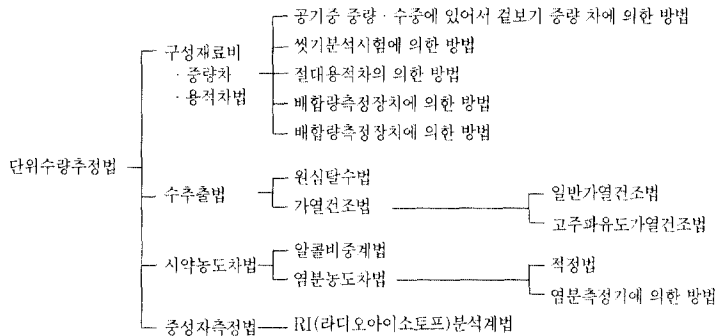 공기중 중량 · 수중에 있어서 겉보기 중량 차에 의한 방법
구성재료비
· 중량차
· 용적차법
씻기분석시험에 의한 방법
절대용적차의 의한 방법
배합량측정장치에 의한 방법
배합량측정장치에 의한 방법
단위수량추정법
수추출법
원심탈수법
가열건조법
일반가열건조법
고주파유도가열건조법
시약농도차법
알콜비중계법
염분농도차법
적정법
염분측정기에 의한 방법
중성자측정법
RI(라디오아이소토프)분석계법